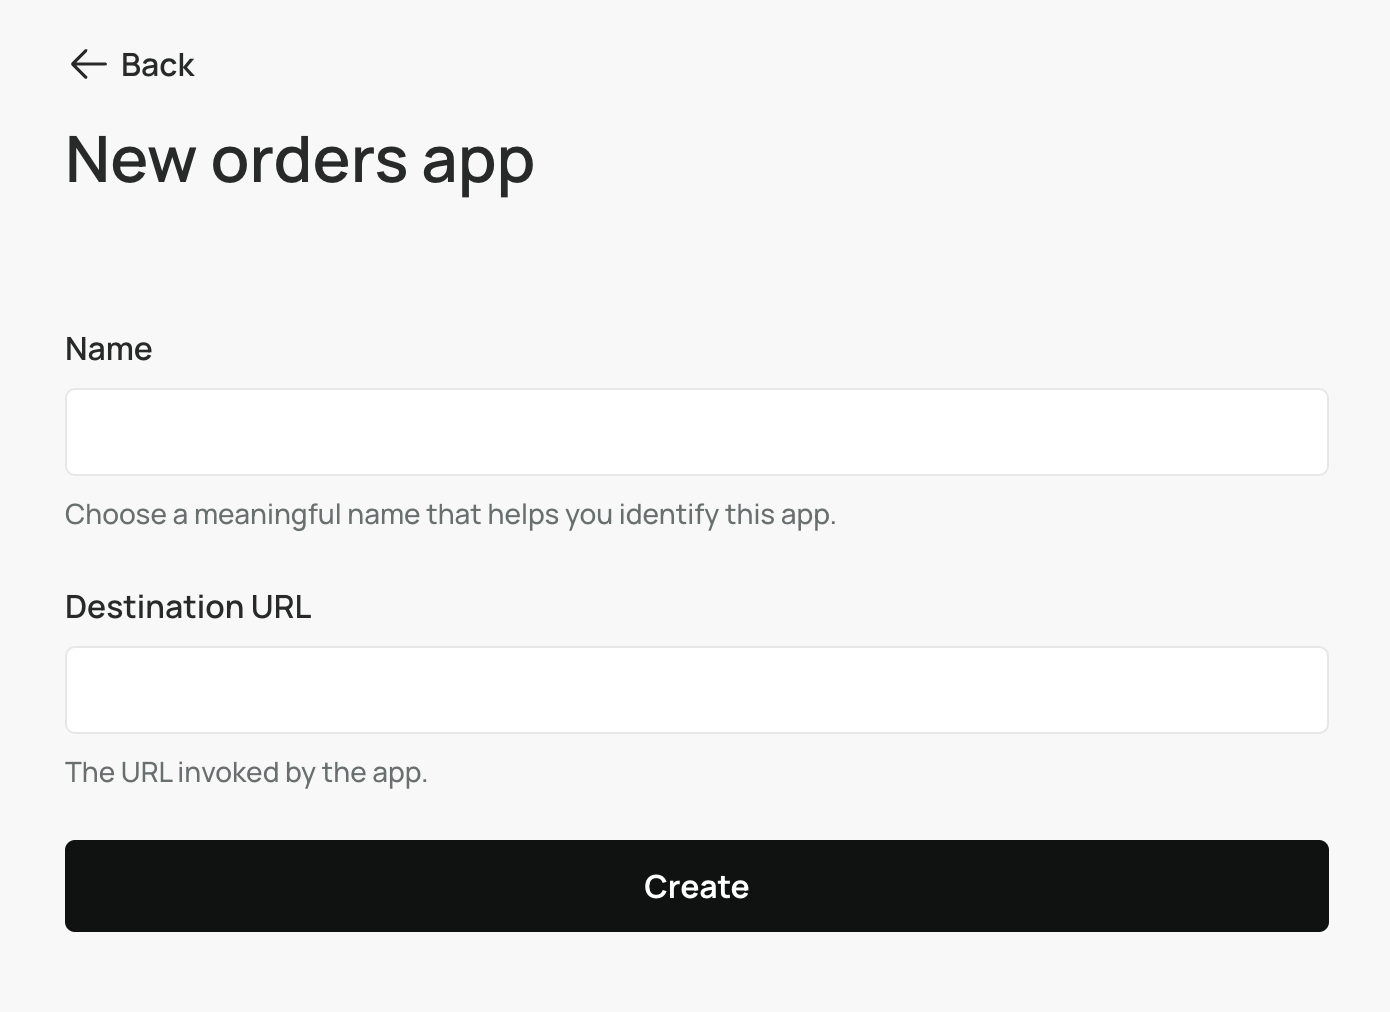 Back
New orders app
Name
Choose a meaningful name that helps you identify this app.
Destination URL
The URL invoked by the app.
Create